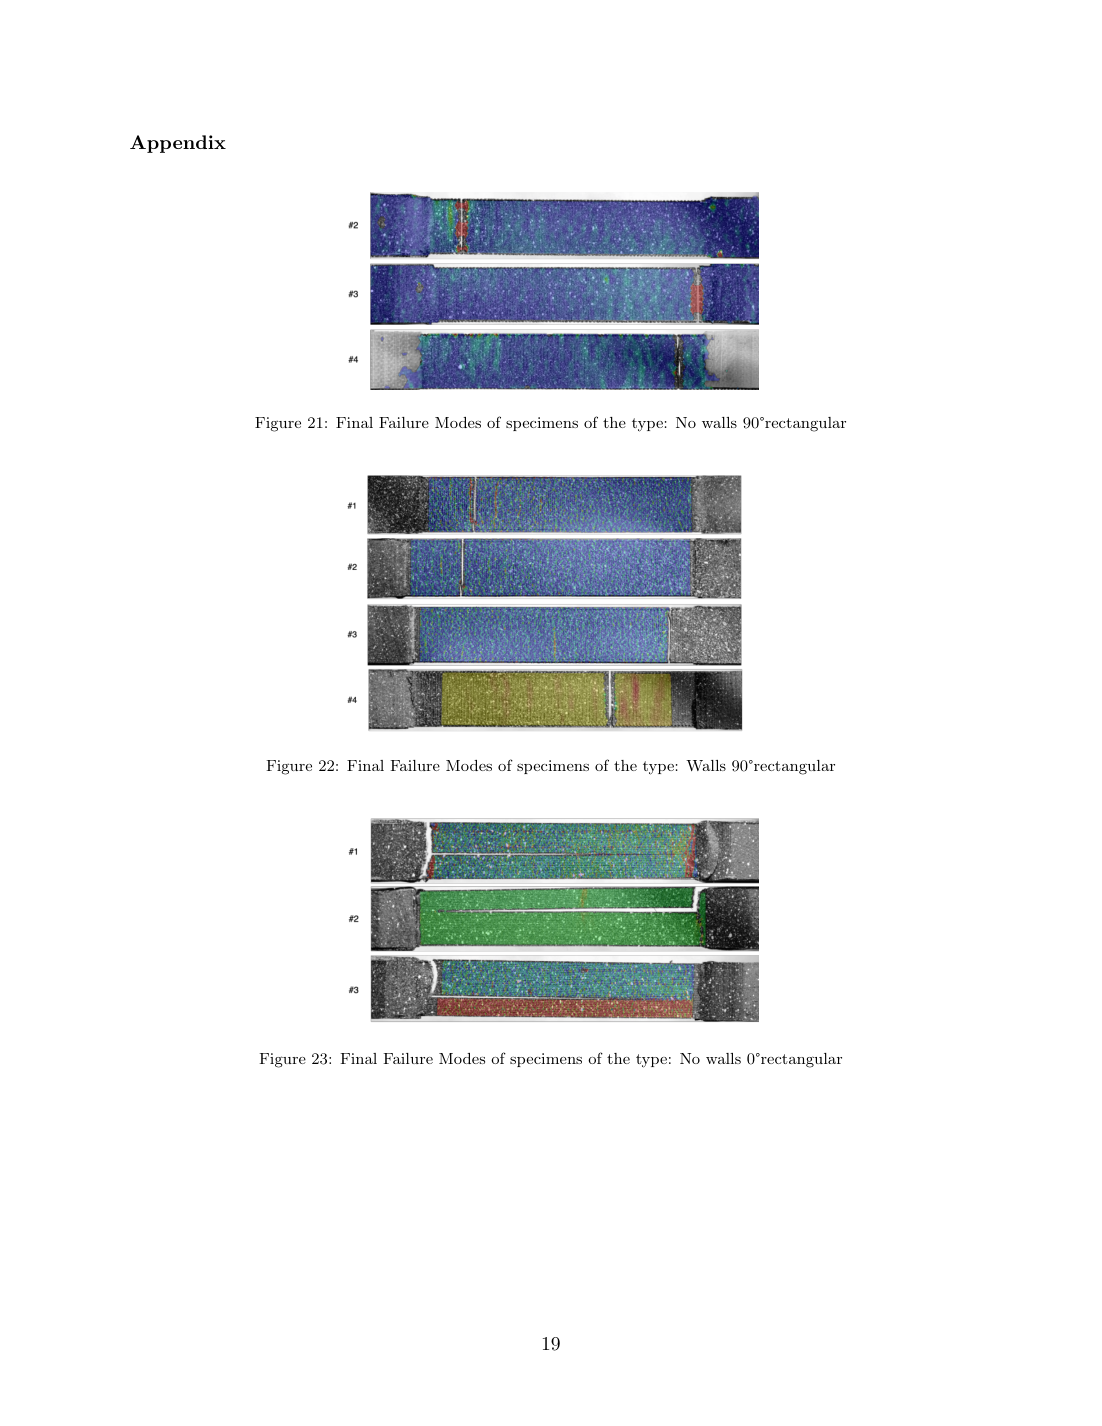 Appendix
#2
#3
#4
Figure 21: Final Failure Modes of specimens of the type: No walls 90°rectangular
#1
#2
#3
#4
Figure 22: Final Failure Modes of specimens of the type: Walls 90°rectangular
#1
#2
#3
Figure 23: Final Failure Modes of specimens of the type: No walls 0°rectangular
19